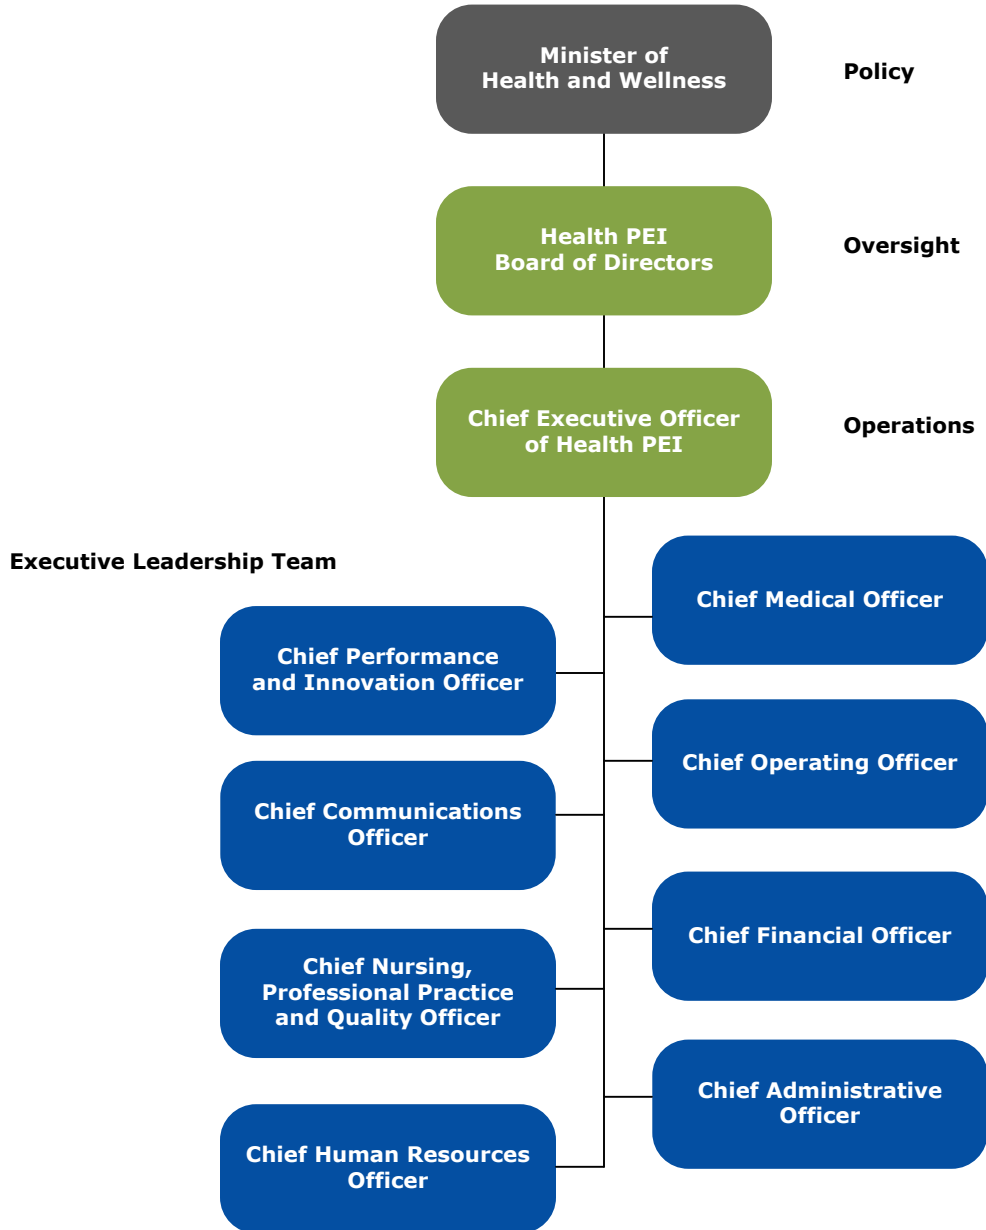 Minister of
Health and Wellness
Policy
Health PEI
Board of Directors
Oversight
Chief Executive Officer
of Health PEI
Operations
Executive Leadership Team
Chief Medical Officer
Chief Performance
and Innovation Officer
Chief Operating Officer
Chief Communications
Officer
Chief Financial Officer
Chief Nursing,
Professional Practice
and Quality Officer
Chief Administrative
Officer
Chief Human Resources
Officer